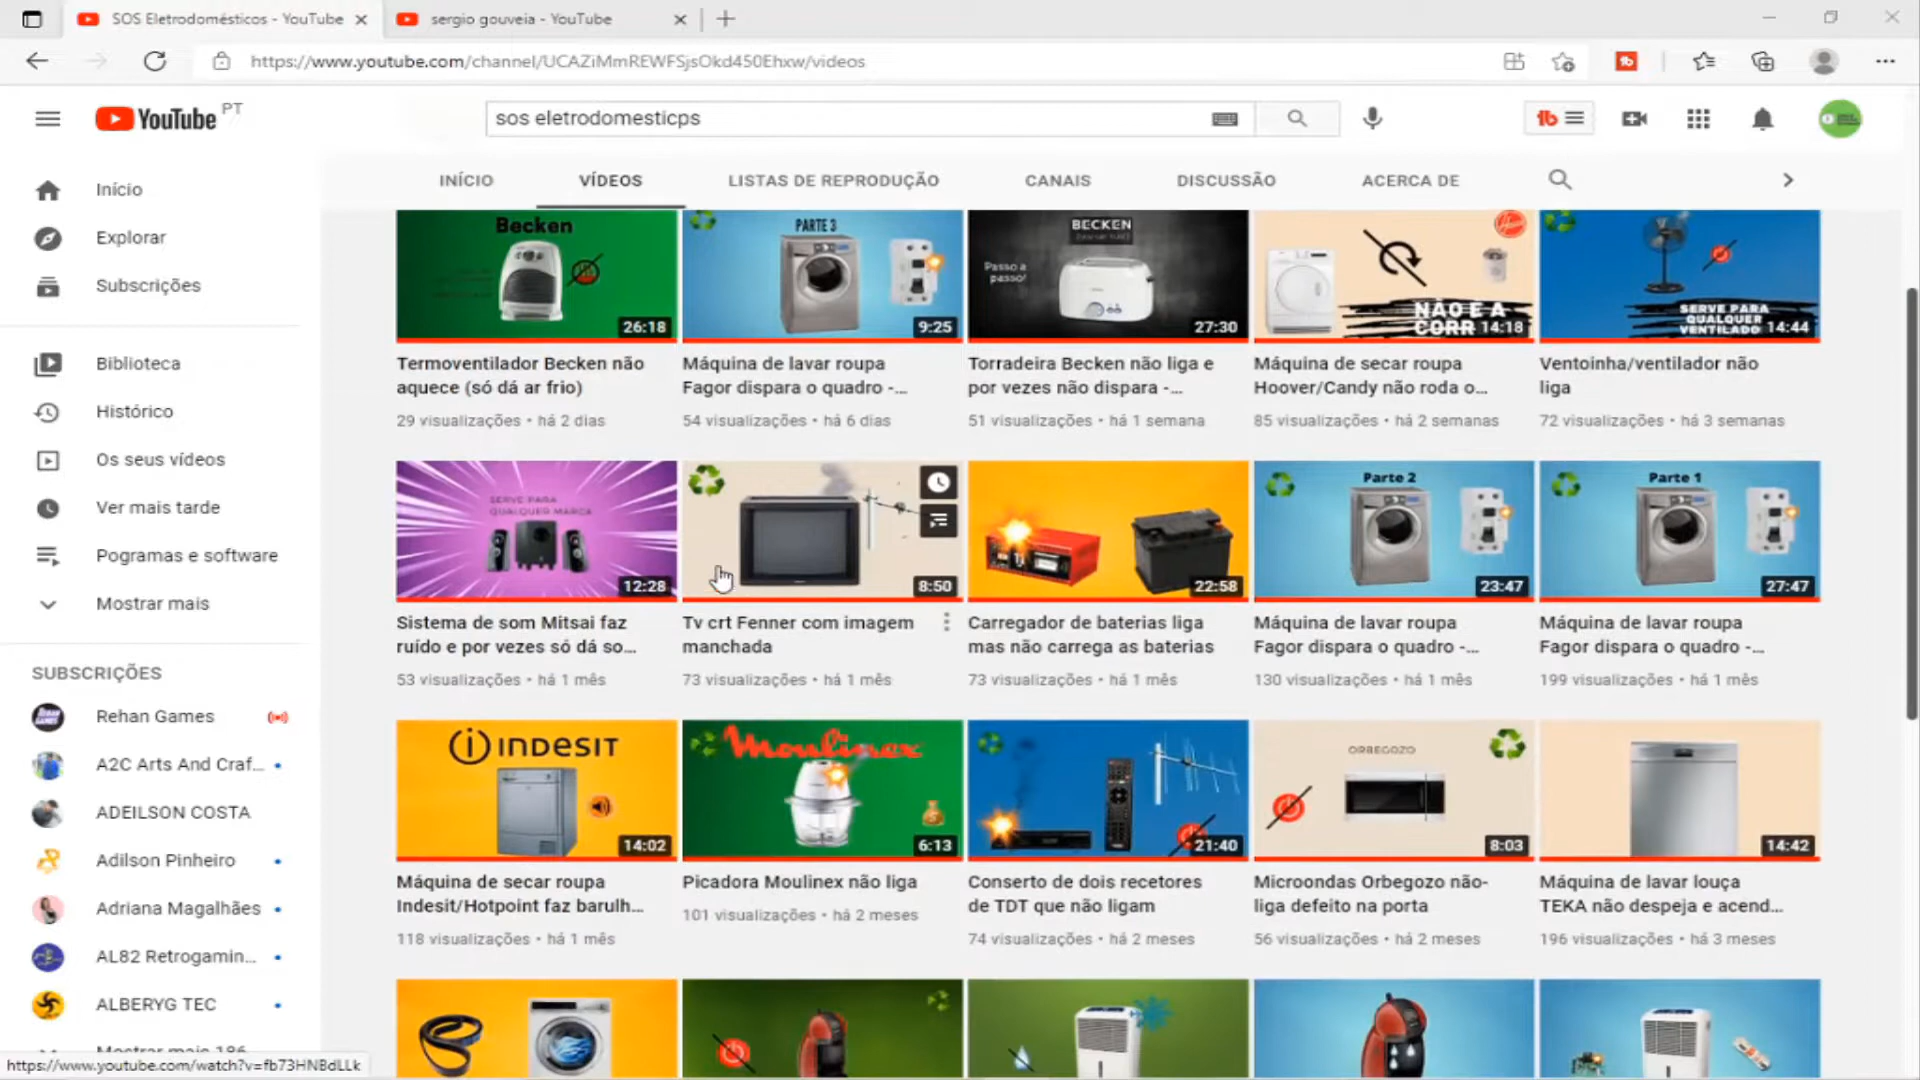 SOS Eletrodomésticos - YouTube
sergio gouveia - YouTube
https://www.youtube.com/channel/UCAZiMmREWFSjsOkd450Ehxw/videos
YouTube PT
sos eletrodomesticps
INÍCIO VÍDEOS LISTAS DE REPRODUÇÃO CANAIS DISCUSSÃO ACERCA DE
Início
Explorar
Subscrições
Biblioteca
Histórico
Os seus vídeos
Ver mais tarde
Pogramas e software
Mostrar mais
SUBSCRIÇÕES
Rehan Games
A2C Arts And Craf...
ADEILSON COSTA
Adilson Pinheiro
Adriana Magalhães
AL82 Retrogamin...
ALBERYG TEC
Mostrar mais 186
https://www.youtube.com/watch?v=fb73HNBdLLk
Becken
26:18
Termoventilador Becken não
aquece (só dá ar frio)
29 visualizações • há 2 dias
PARTE 3
9:25
Máquina de lavar roupa
Fagor dispara o quadro -...
54 visualizações • há 6 dias
BECKEN
Passo a
passo!
27:30
Torradeira Becken não liga e
por vezes não dispara -...
51 visualizações • há 1 semana
NÃO É A
CORR 14:18
Máquina de secar roupa
Hoover/Candy não roda o...
85 visualizações • há 2 semanas
SERVE PARA
QUALQUER
VENTILADO 14:44
Ventoinha/ventilador não
liga
72 visualizações • há 3 semanas
SERVE PARA
QUALQUER MARCA
12:28
Sistema de som Mitsai faz
ruído e por vezes só dá so...
53 visualizações • há 1 mês
8:50
Tv crt Fenner com imagem
manchada
73 visualizações • há 1 mês
22:58
Carregador de baterias liga
mas não carrega as baterias
73 visualizações • há 1 mês
Parte 2
23:47
Máquina de lavar roupa
Fagor dispara o quadro -...
130 visualizações • há 1 mês
Parte 1
27:47
Máquina de lavar roupa
Fagor dispara o quadro -...
199 visualizações • há 1 mês
INDESIT
14:02
Máquina de secar roupa
Indesit/Hotpoint faz barulh...
118 visualizações • há 1 mês
Moulinex
6:13
Picadora Moulinex não liga
101 visualizações • há 2 meses
21:40
Conserto de dois recetores
de TDT que não ligam
74 visualizações • há 2 meses
ORBEGOZO
8:03
Microondas Orbegozo não-
liga defeito na porta
56 visualizações • há 2 meses
14:42
Máquina de lavar louça
TEKA não despeja e acend...
196 visualizações • há 3 meses